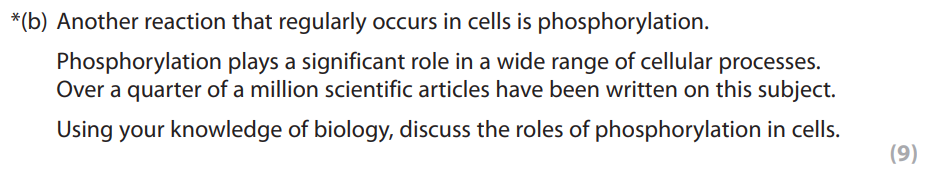 *(b) Another reaction that regularly occurs in cells is phosphorylation.
Phosphorylation plays a significant role in a wide range of cellular processes.
Over a quarter of a million scientific articles have been written on this subject.
Using your knowledge of biology, discuss the roles of phosphorylation in cells.
(9)